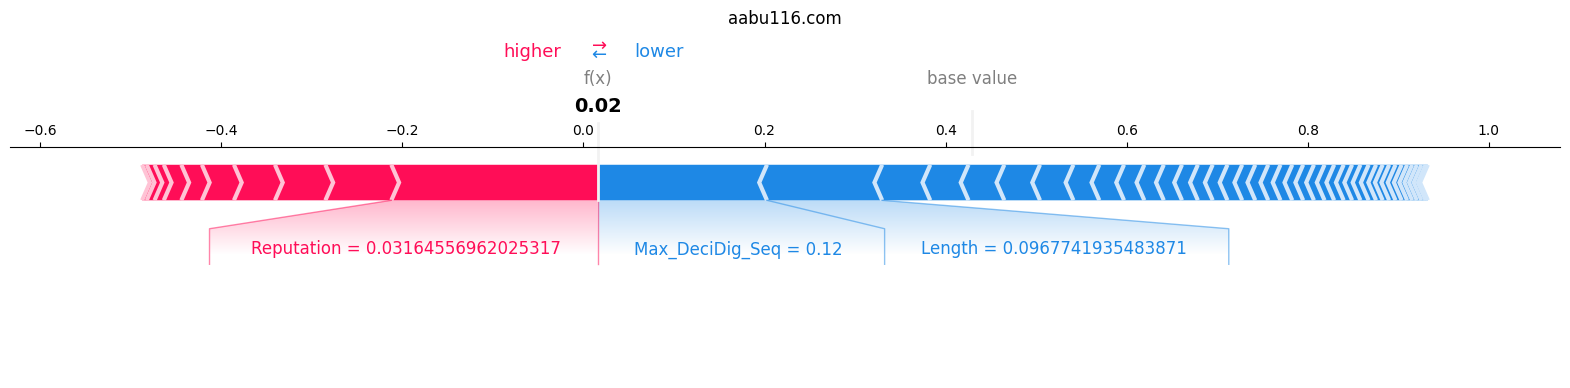 aabu116.com
higher ⇄ lower
f(x) base value
0.02
−0.6 −0.4 −0.2 0.0 0.2 0.4 0.6 0.8 1.0
Reputation = 0.03164556962025317 Max_DeciDig_Seq = 0.12 Length = 0.0967741935483871